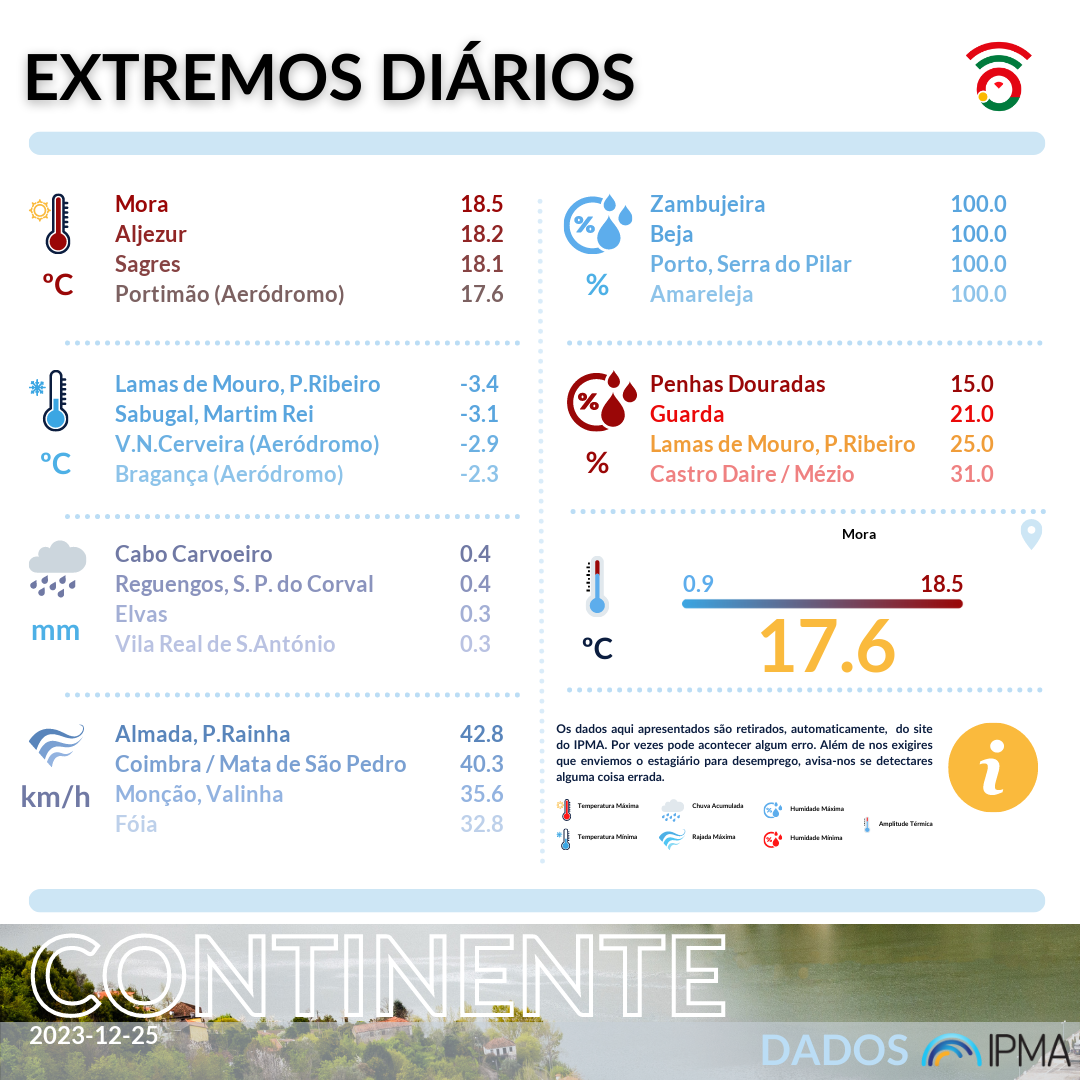 EXTREMOS DIÁRIOS
Mora 18.5
Aljezur 18.2
Sagres 18.1
Portimão (Aeródromo) 17.6
ºC
Lamas de Mouro, P.Ribeiro -3.4
Sabugal, Martim Rei -3.1
V.N.Cerveira (Aeródromo) -2.9
Bragança (Aeródromo) -2.3
ºC
Cabo Carvoeiro 0.4
Reguengos, S. P. do Corval 0.4
Elvas 0.3
Vila Real de S.António 0.3
mm
Almada, P.Rainha 42.8
Coimbra / Mata de São Pedro 40.3
Monção, Valinha 35.6
Fóia 32.8
km/h
%
Zambujeira 100.0
Beja 100.0
Porto, Serra do Pilar 100.0
Amareleja 100.0
%
%
Penhas Douradas 15.0
Guarda 21.0
Lamas de Mouro, P.Ribeiro 25.0
Castro Daire / Mézio 31.0
%
Mora
0.9 18.5
17.6
ºC
Os dados aqui apresentados são retirados, automaticamente, do site
do IPMA. Por vezes pode acontecer algum erro. Além de nos exigires
que enviemos o estagiário para desemprego, avisa-nos se detectares
alguma coisa errada.
i
Temperatura Máxima Chuva Acumulada Humidade Máxima
Amplitude Térmica
Temperatura Mínima Rajada Máxima Humidade Mínima
CONTINENTE
2023-12-25
DADOS IPMA